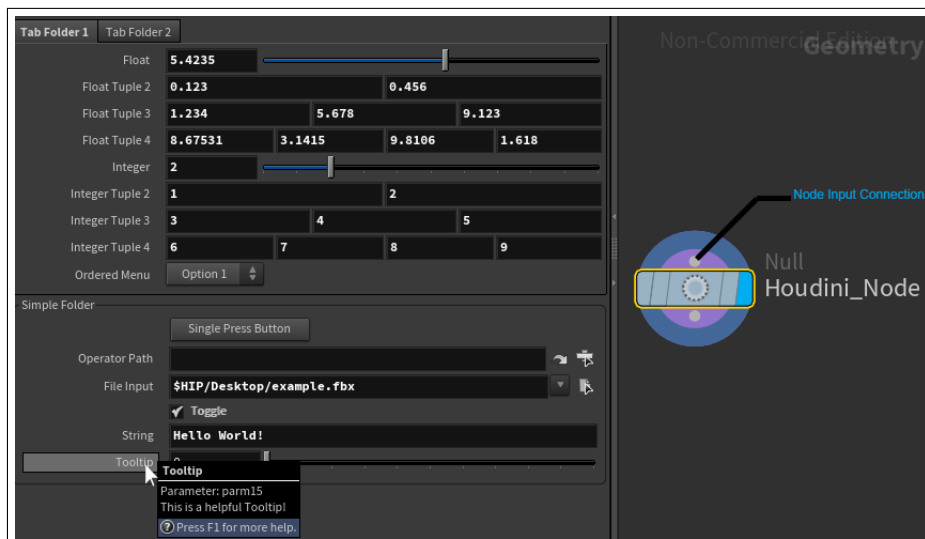 Tab Folder 1 Tab Folder 2
Float 5.4235
Float Tuple 2 0.123 0.456
Float Tuple 3 1.234 5.678 9.123
Float Tuple 4 8.67531 3.1415 9.8106 1.618
Integer 2
Integer Tuple 2 1 2
Integer Tuple 3 3 4 5
Integer Tuple 4 6 7 8 9
Ordered Menu Option 1
Simple Folder
Single Press Button
Operator Path
File Input $HIP/Desktop/example.fbx
Toggle
String Hello World!
Tooltip
Tooltip
Parameter: parm15
This is a helpful Tooltip!
Press F1 for more help.
Non-Commercial Edition
Geometry
Node Input Connection
Null
Houdini_Node